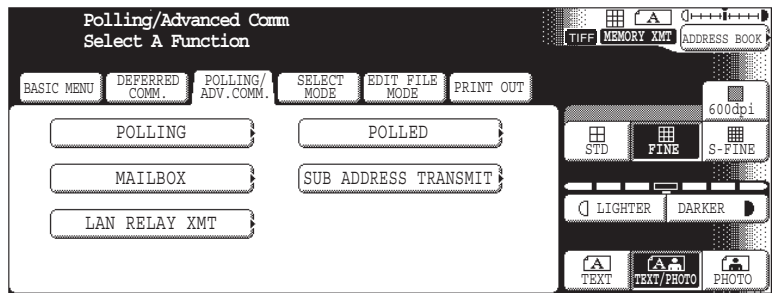 Polling/Advanced Comm
Select A Function
A
TIFF MEMORY XMT ADDRESS BOOK
BASIC MENU
DEFERRED COMM.
POLLING/ ADV.COMM.
SELECT MODE
EDIT FILE MODE
PRINT OUT
600dpi
POLLING POLLED
MAILBOX SUB ADDRESS TRANSMIT
LAN RELAY XMT
STD FINE S-FINE
LIGHTER DARKER
A A
TEXT TEXT/PHOTO PHOTO